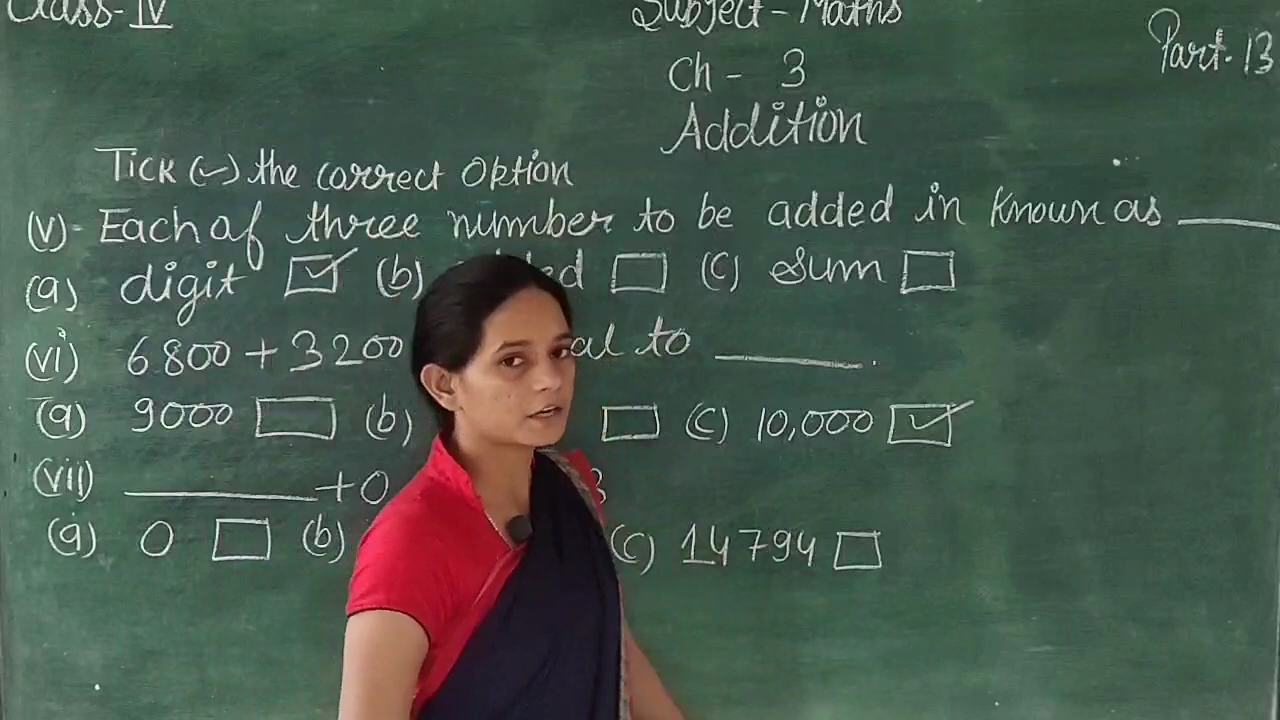 Class-IV
Subject - Maths
Part-13
Ch - 3
Addition
Tick (✓) the correct option
(v)- Each of three number to be added in known as ______
(a) digit ☑ (b) ☐ (c) Sum ☐
(vi) 6800 + 3200 to ______.
(a) 9000 ☐ (b) ☐ (c) 10,000 ☑
(vii) ______ + 0
(a) 0 ☐ (b) (c) 14794 ☐